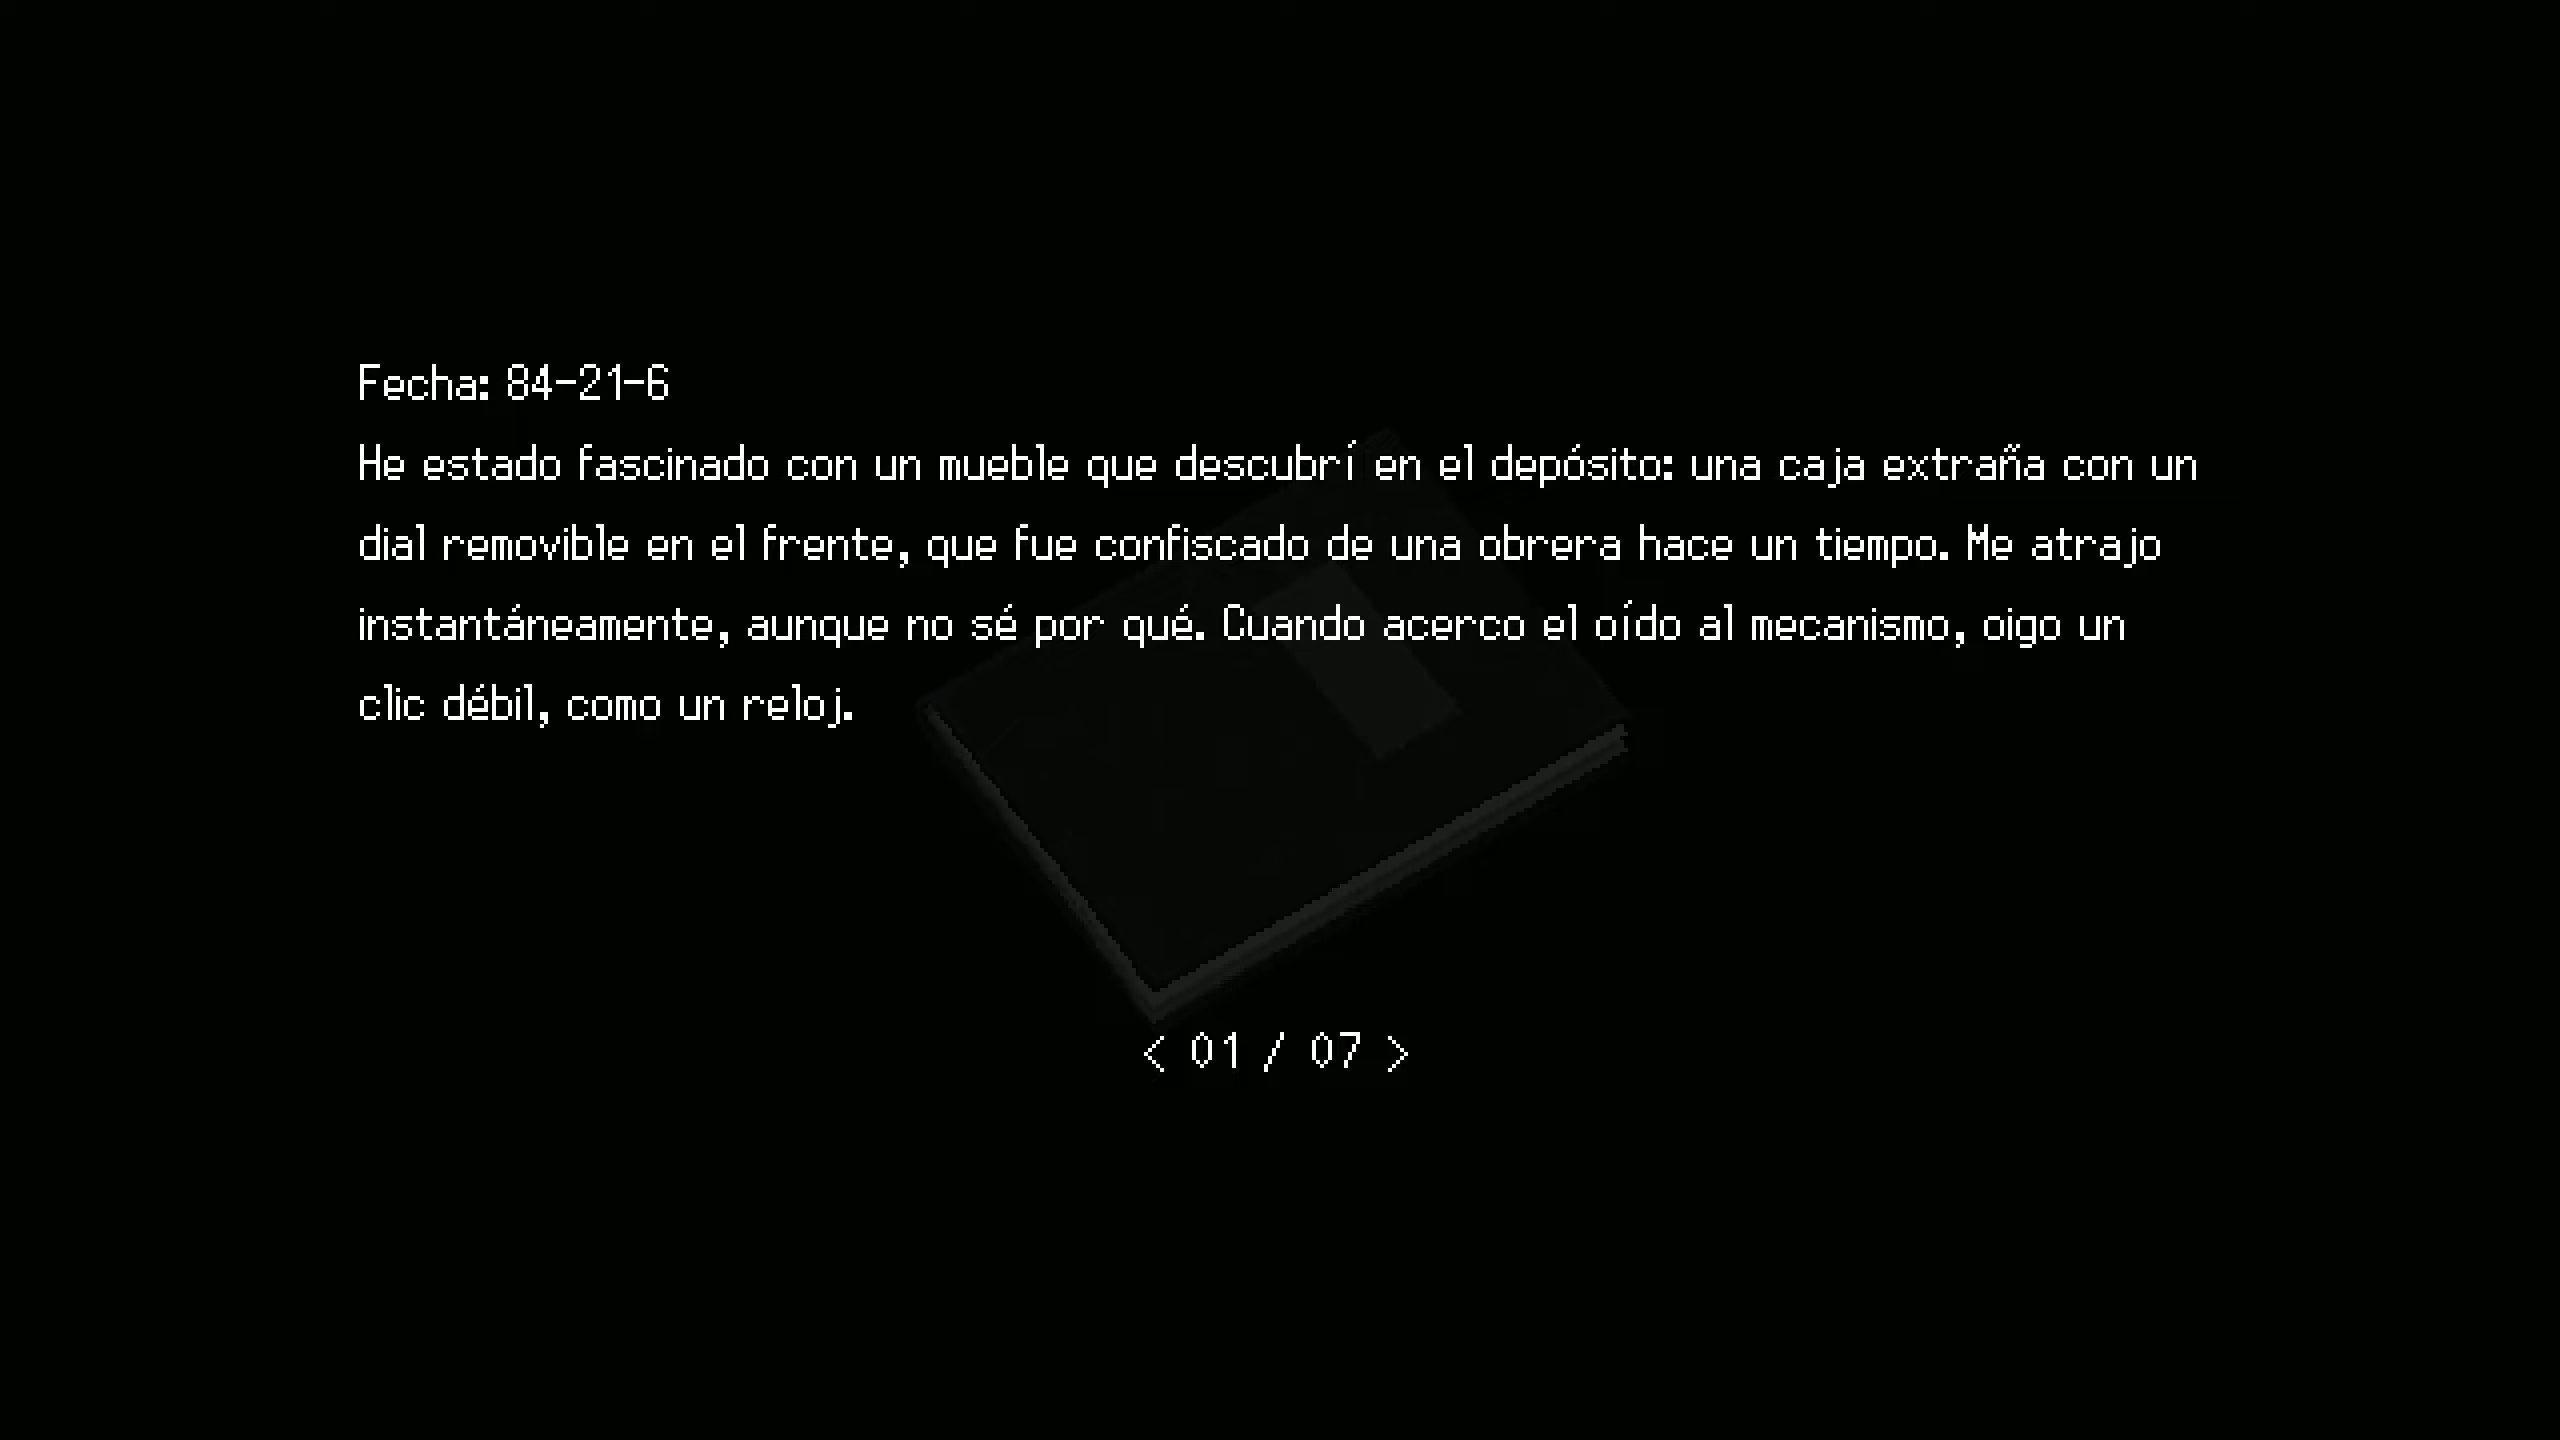 Fecha: 84-21-6
He estado fascinado con un mueble que descubrí en el depósito: una caja extraña con un
dial removible en el frente, que fue confiscado de una obrera hace un tiempo. Me atrajo
instantáneamente, aunque no sé por qué. Cuando acerco el oído al mecanismo, oigo un
clic débil, como un reloj.
< 01 / 07 >